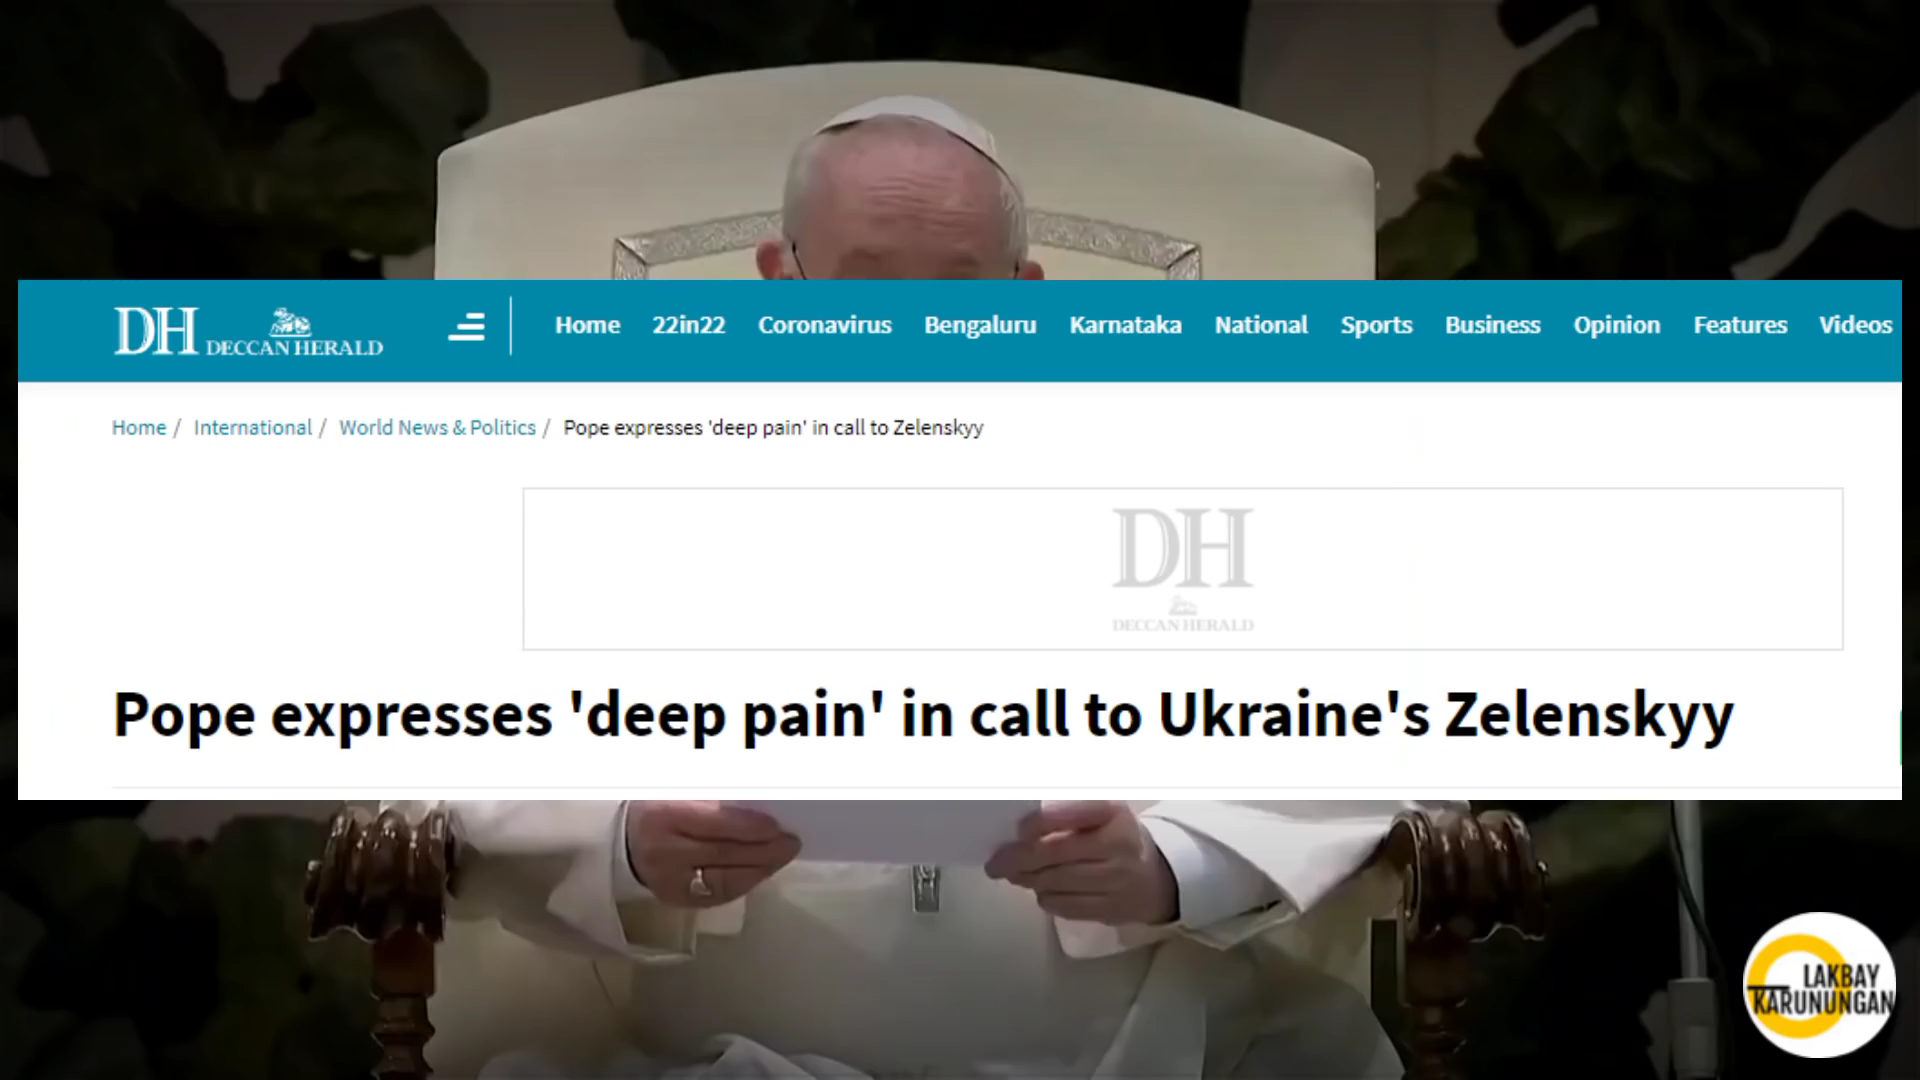 DH DECCAN HERALD
Home 22in22 Coronavirus Bengaluru Karnataka National Sports Business Opinion Features Videos
Home / International / World News & Politics / Pope expresses 'deep pain' in call to Zelenskyy
DH
DECCAN HERALD
Pope expresses 'deep pain' in call to Ukraine's Zelenskyy
LAKBAY
KARUNUNGAN